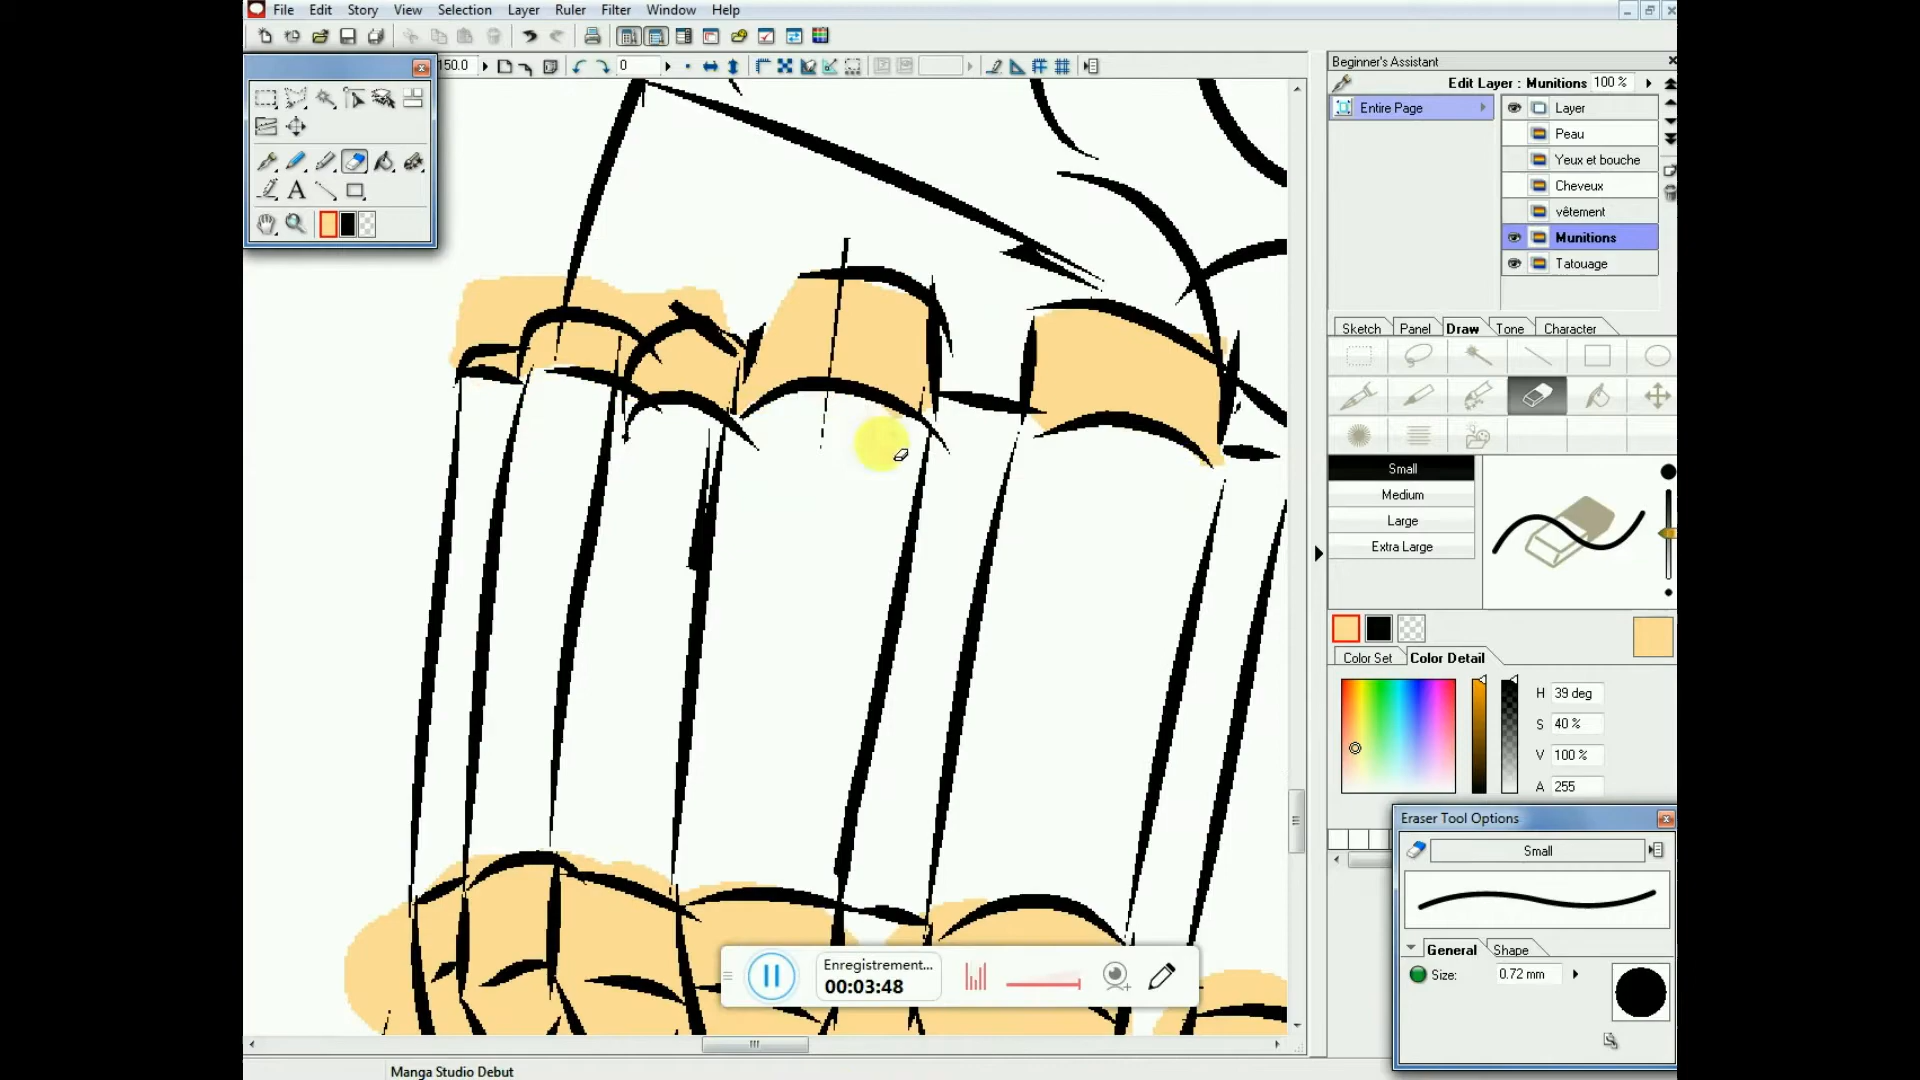 File Edit Story View Selection Layer Ruler Filter Window Help
150.0
0
Beginner's Assistant
Edit Layer : Munitions 100 %
Entire Page
Layer
Peau
Yeux et bouche
Cheveux
vêtement
Munitions
Tatouage
Sketch Panel Draw Tone Character
Small
Medium
Large
Extra Large
Color Set Color Detail
H 39 deg
S 40 %
V 100 %
A 255
Eraser Tool Options
Small
General Shape
Size: 0.72 mm
Enregistrement...
00:03:48
Manga Studio Debut